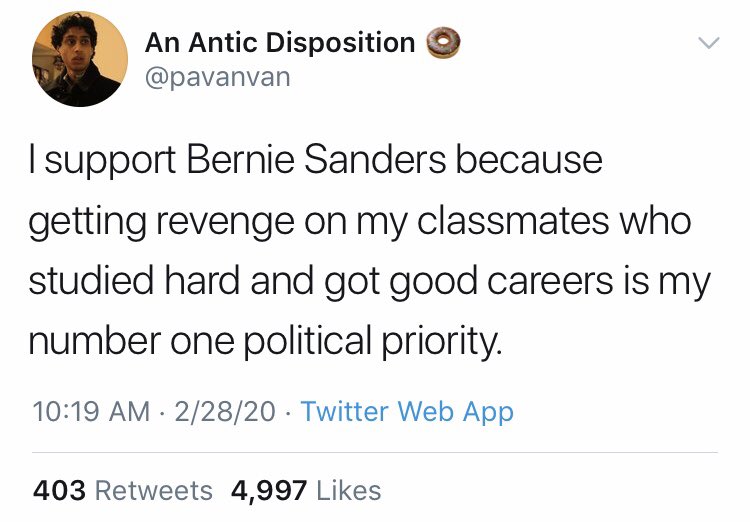 An Antic Disposition 🍩
@pavanvan
I support Bernie Sanders because
getting revenge on my classmates who
studied hard and got good careers is my
number one political priority.
10:19 AM · 2/28/20 · Twitter Web App
403 Retweets 4,997 Likes